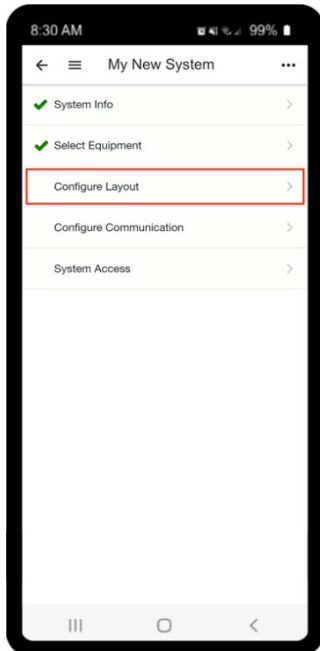 8:30 AM 99%
My New System
System Info
Select Equipment
Configure Layout
Configure Communication
System Access